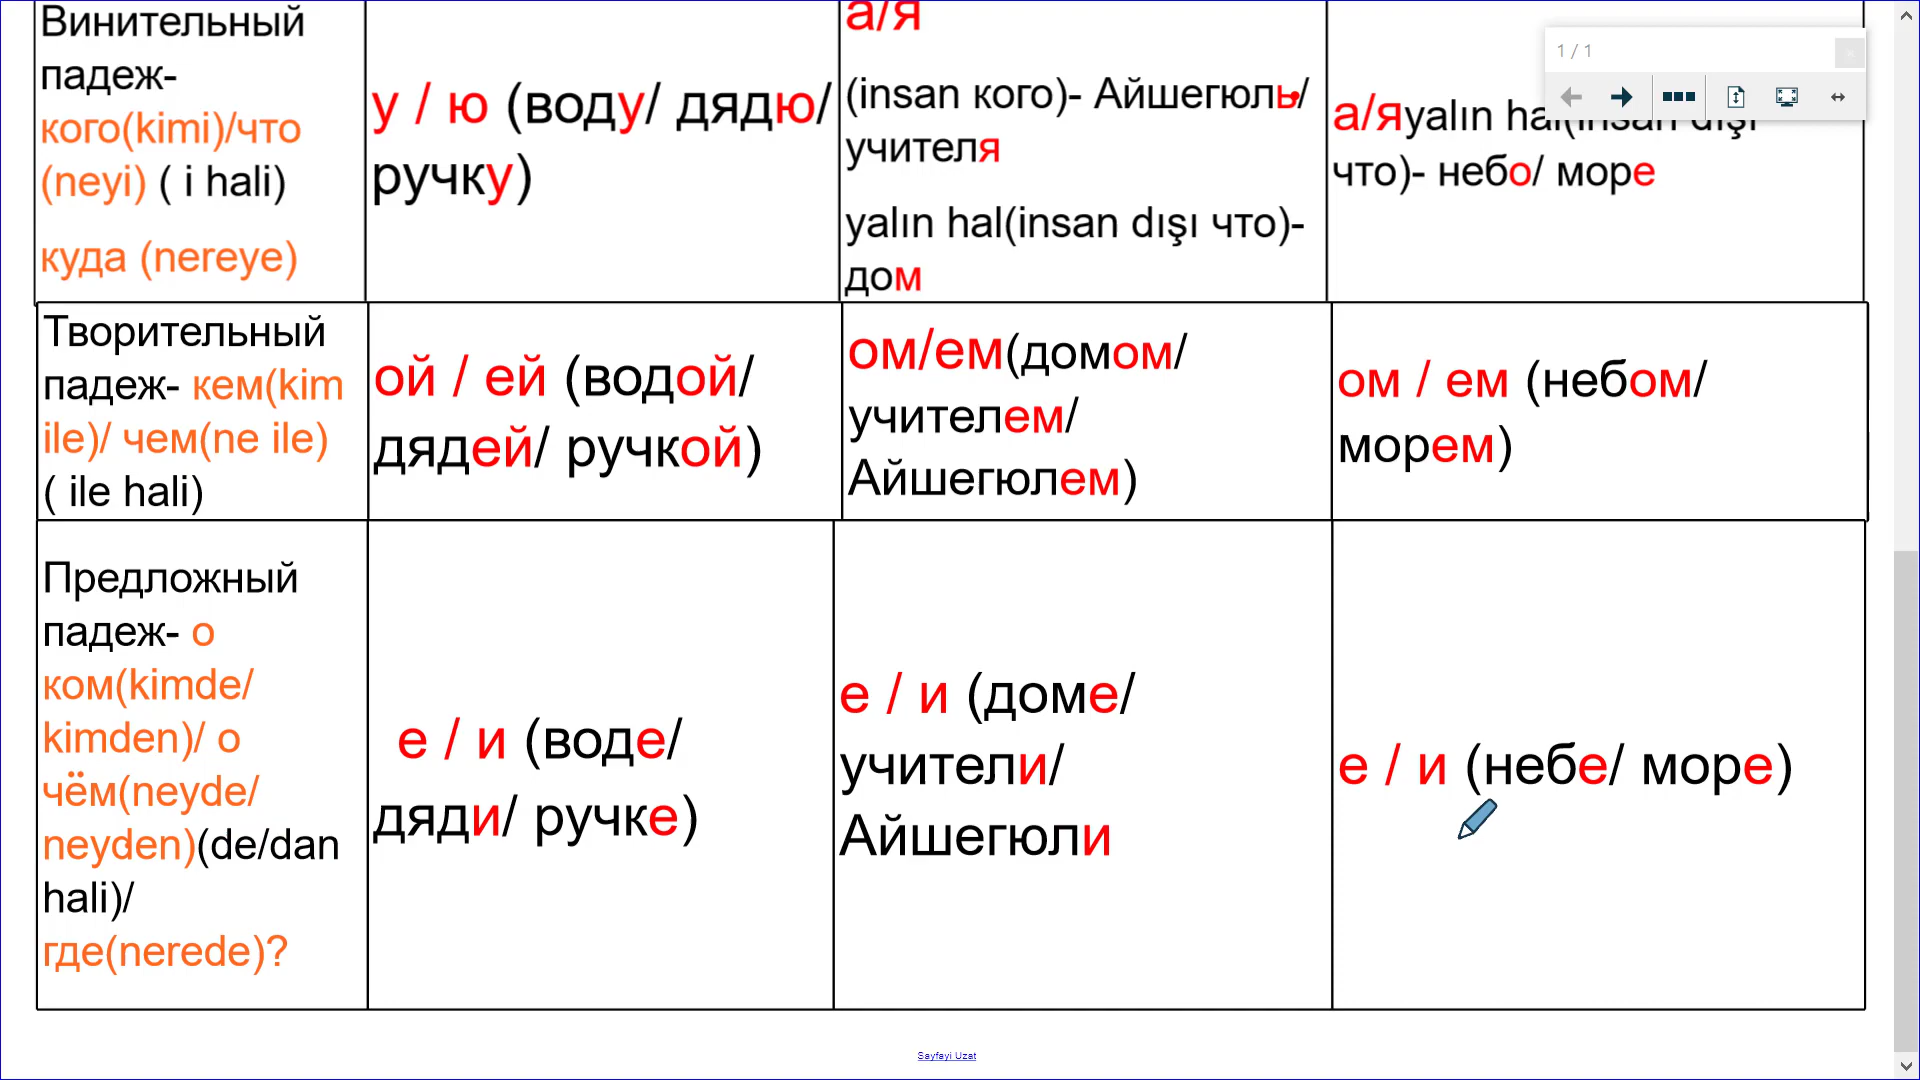 Винительный
падеж-
кого(kimi)/что
(neyi) ( i hali)
куда (nereye)
у / ю (воду/ дядю/
ручку)
а/я
(insan кого)- Айшегюль/
учителя
yalın hal(insan dışı что)-
дом
а/яyalın hal(insan dışı
что)- небо/ море
1 / 1
Творительный
падеж- кем(kim
ile)/ чем(ne ile)
( ile hali)
ой / ей (водой/
дядей/ ручкой)
ом/ем(домом/
учителем/
Айшегюлем)
ом / ем (небом/
морем)
Предложный
падеж- о
ком(kimde/
kimden)/ о
чём(neyde/
neyden)(de/dan
hali)/
где(nerede)?
е / и (воде/
дяди/ ручке)
е / и (доме/
учители/
Айшегюли
е / и (небе/ море)
Sayfayi Uzat